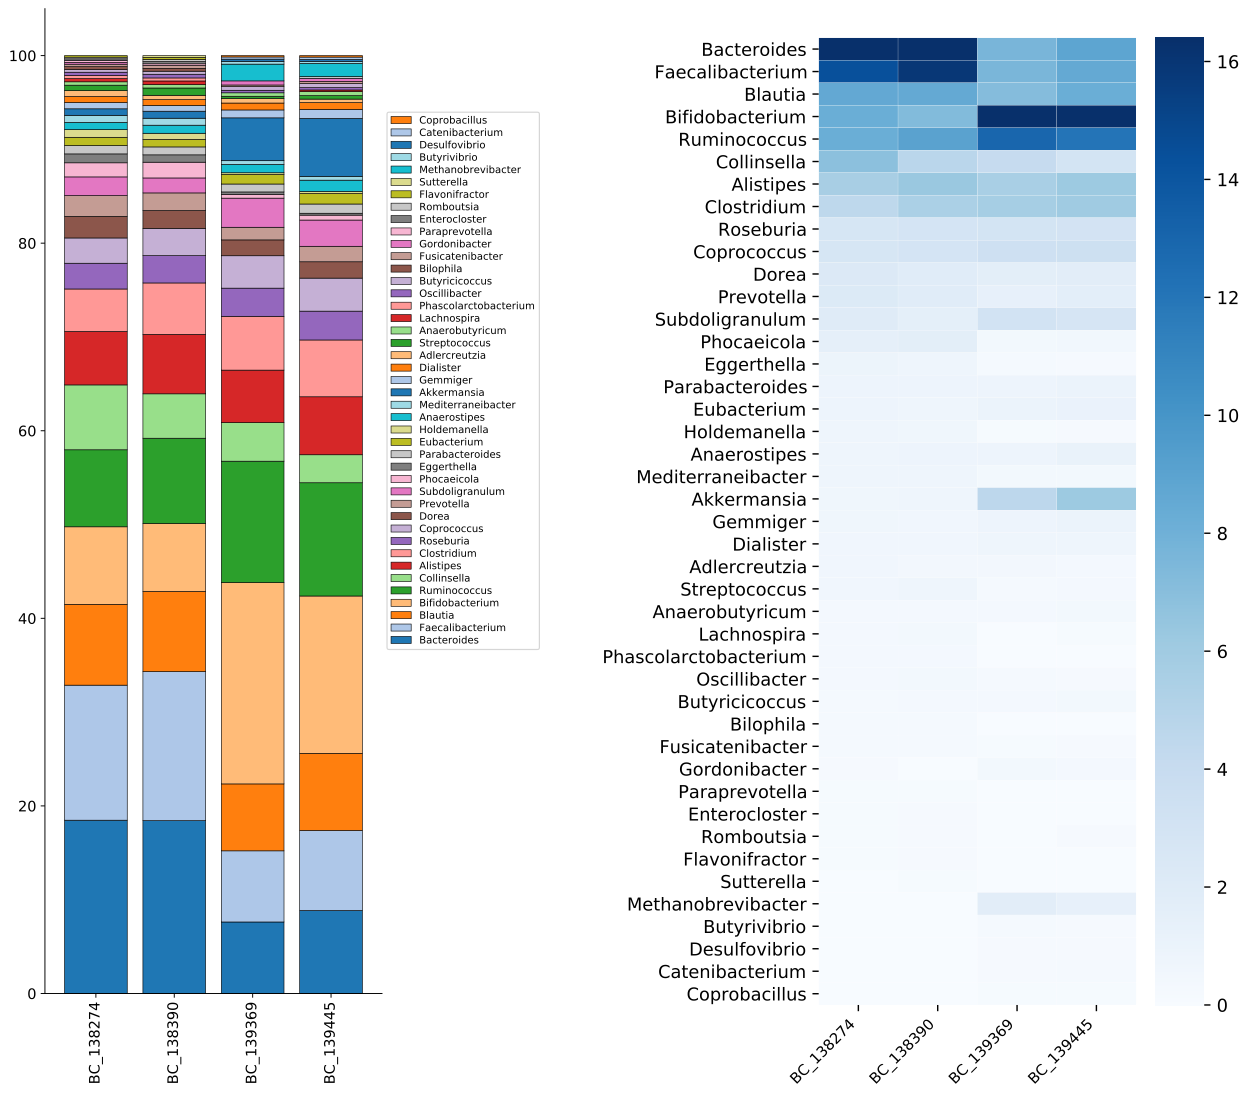 100
80
60
40
20
0
BC_138274
BC_138390
BC_139369
BC_139445
Coprobacillus
Catenibacterium
Desulfovibrio
Butyrivibrio
Methanobrevibacter
Sutterella
Flavonifractor
Romboutsia
Enterocloster
Paraprevotella
Gordonibacter
Fusicatenibacter
Bilophila
Butyricicoccus
Oscillibacter
Phascolarctobacterium
Lachnospira
Anaerobutyricum
Streptococcus
Adlercreutzia
Dialister
Gemmiger
Akkermansia
Mediterraneibacter
Anaerostipes
Holdemanella
Eubacterium
Parabacteroides
Eggerthella
Phocaeicola
Subdoligranulum
Prevotella
Dorea
Coprococcus
Roseburia
Clostridium
Alistipes
Collinsella
Ruminococcus
Bifidobacterium
Blautia
Faecalibacterium
Bacteroides
Bacteroides
Faecalibacterium
Blautia
Bifidobacterium
Ruminococcus
Collinsella
Alistipes
Clostridium
Roseburia
Coprococcus
Dorea
Prevotella
Subdoligranulum
Phocaeicola
Eggerthella
Parabacteroides
Eubacterium
Holdemanella
Anaerostipes
Mediterraneibacter
Akkermansia
Gemmiger
Dialister
Adlercreutzia
Streptococcus
Anaerobutyricum
Lachnospira
Phascolarctobacterium
Oscillibacter
Butyricicoccus
Bilophila
Fusicatenibacter
Gordonibacter
Paraprevotella
Enterocloster
Romboutsia
Flavonifractor
Sutterella
Methanobrevibacter
Butyrivibrio
Desulfovibrio
Catenibacterium
Coprobacillus
BC_138274
BC_138390
BC_139369
BC_139445
16
14
12
10
8
6
4
2
0